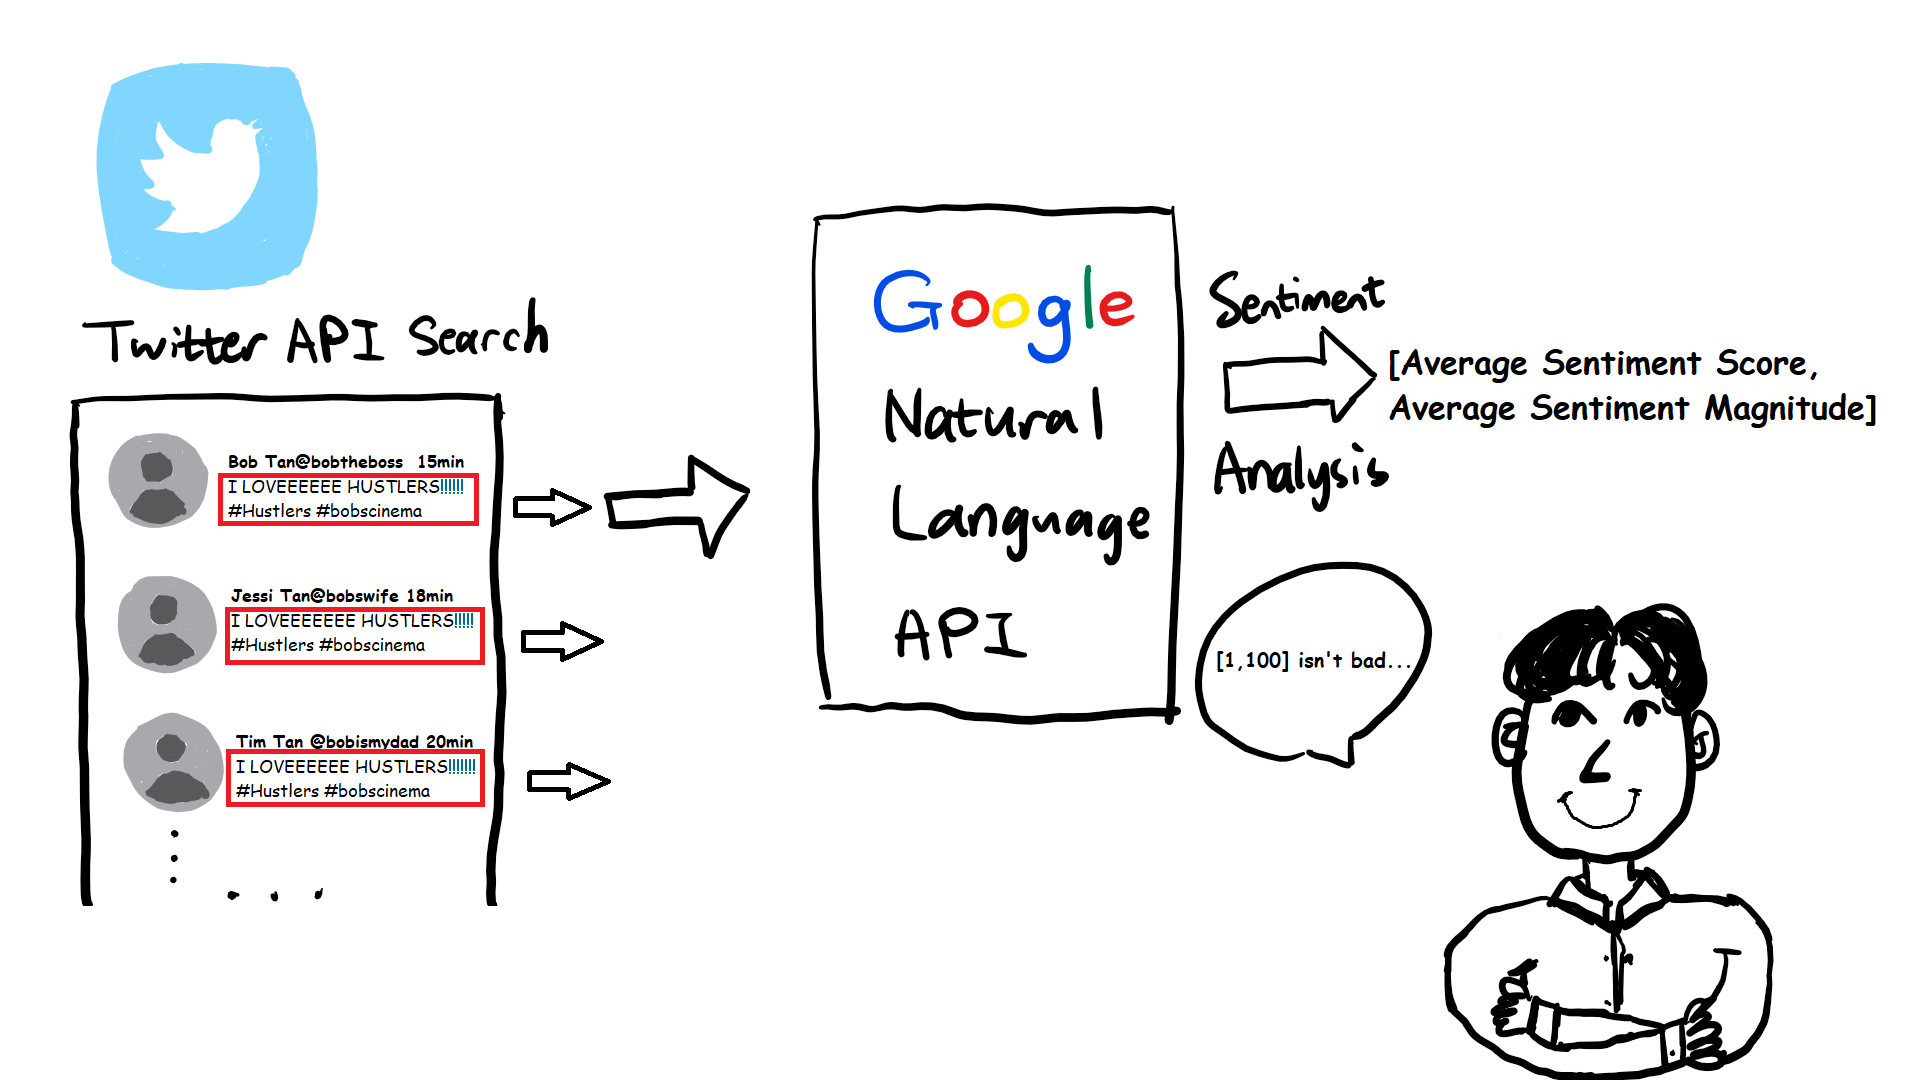 Twitter API Search
Bob Tan@bobtheboss 15min
I LOVEEEEEE HUSTLERS!!!!!!
#Hustlers #bobscinema
Jessi Tan@bobswife 18min
I LOVEEEEEEE HUSTLERS!!!!!
#Hustlers #bobscinema
Tim Tan @bobismydad 20min
I LOVEEEEEE HUSTLERS!!!!!!!
#Hustlers #bobscinema
Google
Natural
Language
API
Sentiment
Analysis
[Average Sentiment Score,
Average Sentiment Magnitude]
[1,100] isn't bad...